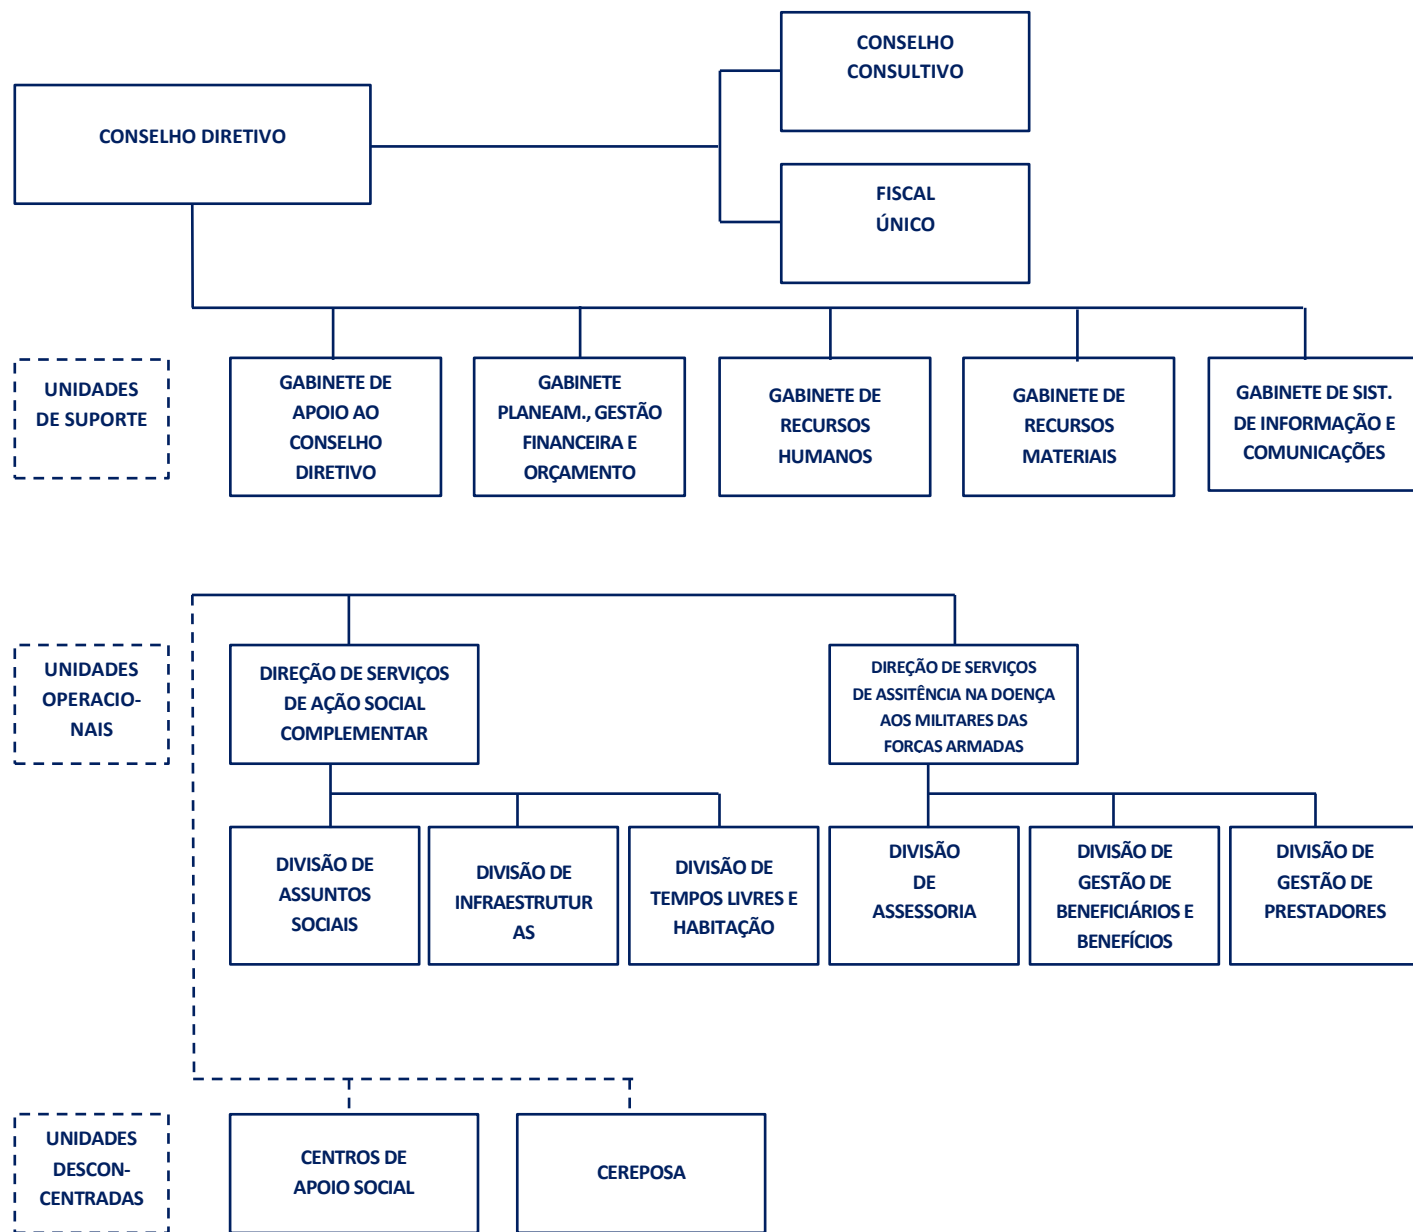 CONSELHO
CONSULTIVO
CONSELHO DIRETIVO
FISCAL
ÚNICO
UNIDADES
DE SUPORTE
GABINETE DE
APOIO AO
CONSELHO
DIRETIVO
GABINETE
PLANEAM., GESTÃO
FINANCEIRA E
ORÇAMENTO
GABINETE DE
RECURSOS
HUMANOS
GABINETE DE
RECURSOS
MATERIAIS
GABINETE DE SIST.
DE INFORMAÇÃO E
COMUNICAÇÕES
UNIDADES
OPERACIO-
NAIS
DIREÇÃO DE SERVIÇOS
DE AÇÃO SOCIAL
COMPLEMENTAR
DIREÇÃO DE SERVIÇOS
DE ASSITÊNCIA NA DOENÇA
AOS MILITARES DAS
FORÇAS ARMADAS
DIVISÃO DE
ASSUNTOS
SOCIAIS
DIVISÃO DE
INFRAESTRUTUR
AS
DIVISÃO DE
TEMPOS LIVRES E
HABITAÇÃO
DIVISÃO
DE
ASSESSORIA
DIVISÃO DE
GESTÃO DE
BENEFICIÁRIOS E
BENEFÍCIOS
DIVISÃO DE
GESTÃO DE
PRESTADORES
UNIDADES
DESCON-
CENTRADAS
CENTROS DE
APOIO SOCIAL
CEREPOSA